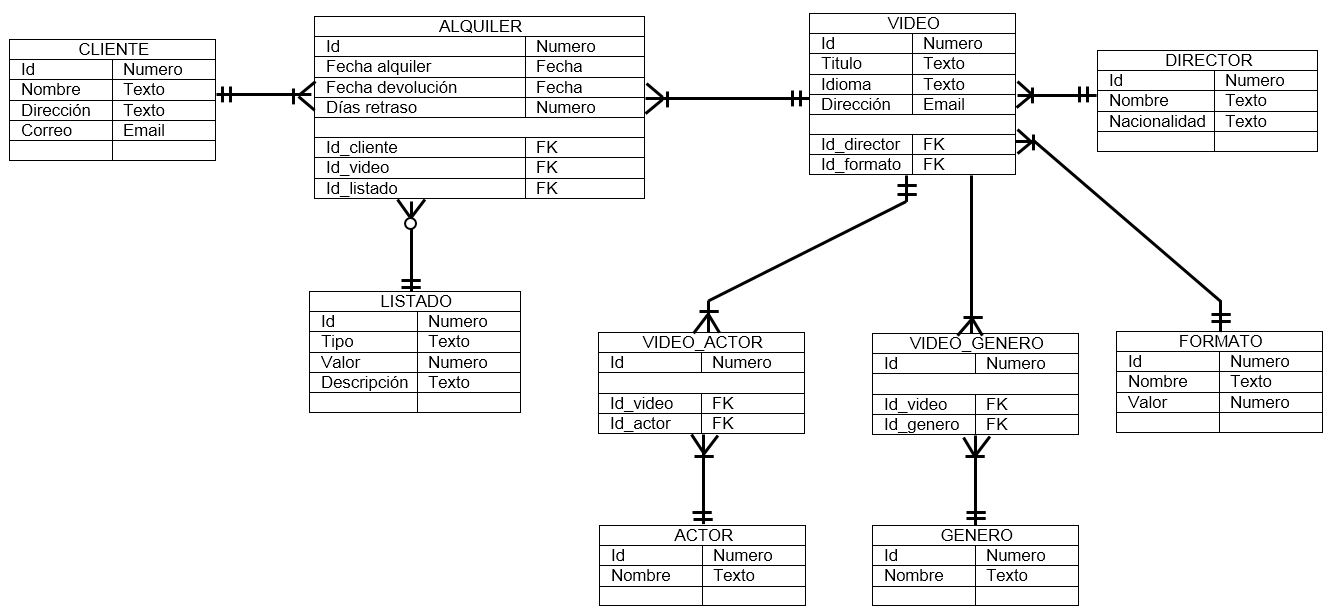 CLIENTE
Id Numero
Nombre Texto
Dirección Texto
Correo Email
ALQUILER
Id Numero
Fecha alquiler Fecha
Fecha devolución Fecha
Días retraso Numero
Id_cliente FK
Id_video FK
Id_listado FK
VIDEO
Id Numero
Titulo Texto
Idioma Texto
Dirección Email
Id_director FK
Id_formato FK
DIRECTOR
Id Numero
Nombre Texto
Nacionalidad Texto
LISTADO
Id Numero
Tipo Texto
Valor Numero
Descripción Texto
VIDEO_ACTOR
Id Numero
Id_video FK
Id_actor FK
VIDEO_GENERO
Id Numero
Id_video FK
Id_genero FK
FORMATO
Id Numero
Nombre Texto
Valor Numero
ACTOR
Id Numero
Nombre Texto
GENERO
Id Numero
Nombre Texto